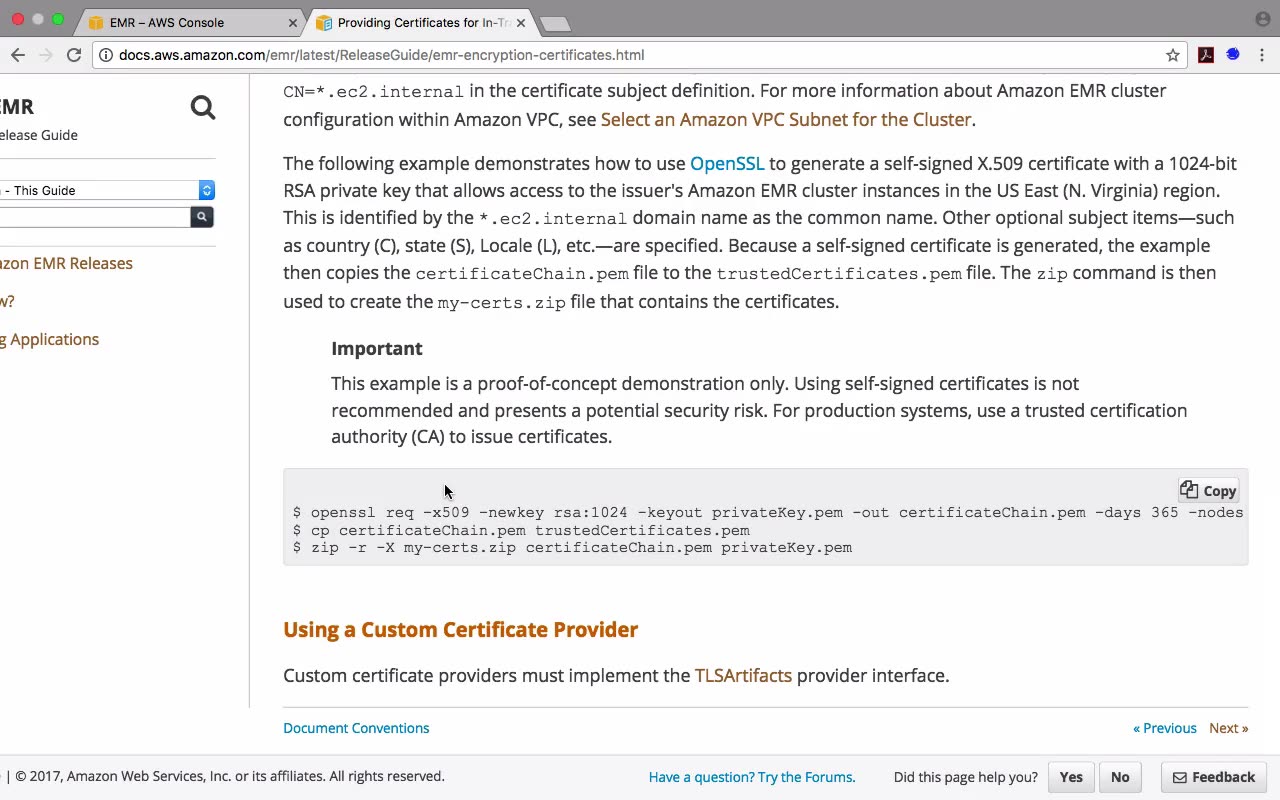 EMR – AWS Console
Providing Certificates for In-Tr
docs.aws.amazon.com/emr/latest/ReleaseGuide/emr-encryption-certificates.html
EMR
elease Guide
- This Guide
zon EMR Releases
w?
g Applications
CN=*.ec2.internal in the certificate subject definition. For more information about Amazon EMR cluster
configuration within Amazon VPC, see Select an Amazon VPC Subnet for the Cluster.
The following example demonstrates how to use OpenSSL to generate a self-signed X.509 certificate with a 1024-bit
RSA private key that allows access to the issuer's Amazon EMR cluster instances in the US East (N. Virginia) region.
This is identified by the *.ec2.internal domain name as the common name. Other optional subject items—such
as country (C), state (S), Locale (L), etc.—are specified. Because a self-signed certificate is generated, the example
then copies the certificateChain.pem file to the trustedCertificates.pem file. The zip command is then
used to create the my-certs.zip file that contains the certificates.
Important
This example is a proof-of-concept demonstration only. Using self-signed certificates is not
recommended and presents a potential security risk. For production systems, use a trusted certification
authority (CA) to issue certificates.
Copy
$ openssl req -x509 -newkey rsa:1024 -keyout privateKey.pem -out certificateChain.pem -days 365 -nodes
$ cp certificateChain.pem trustedCertificates.pem
$ zip -r -X my-certs.zip certificateChain.pem privateKey.pem
Using a Custom Certificate Provider
Custom certificate providers must implement the TLSArtifacts provider interface.
Document Conventions
« Previous Next »
| © 2017, Amazon Web Services, Inc. or its affiliates. All rights reserved.
Have a question? Try the Forums.
Did this page help you?
Yes
No
Feedback